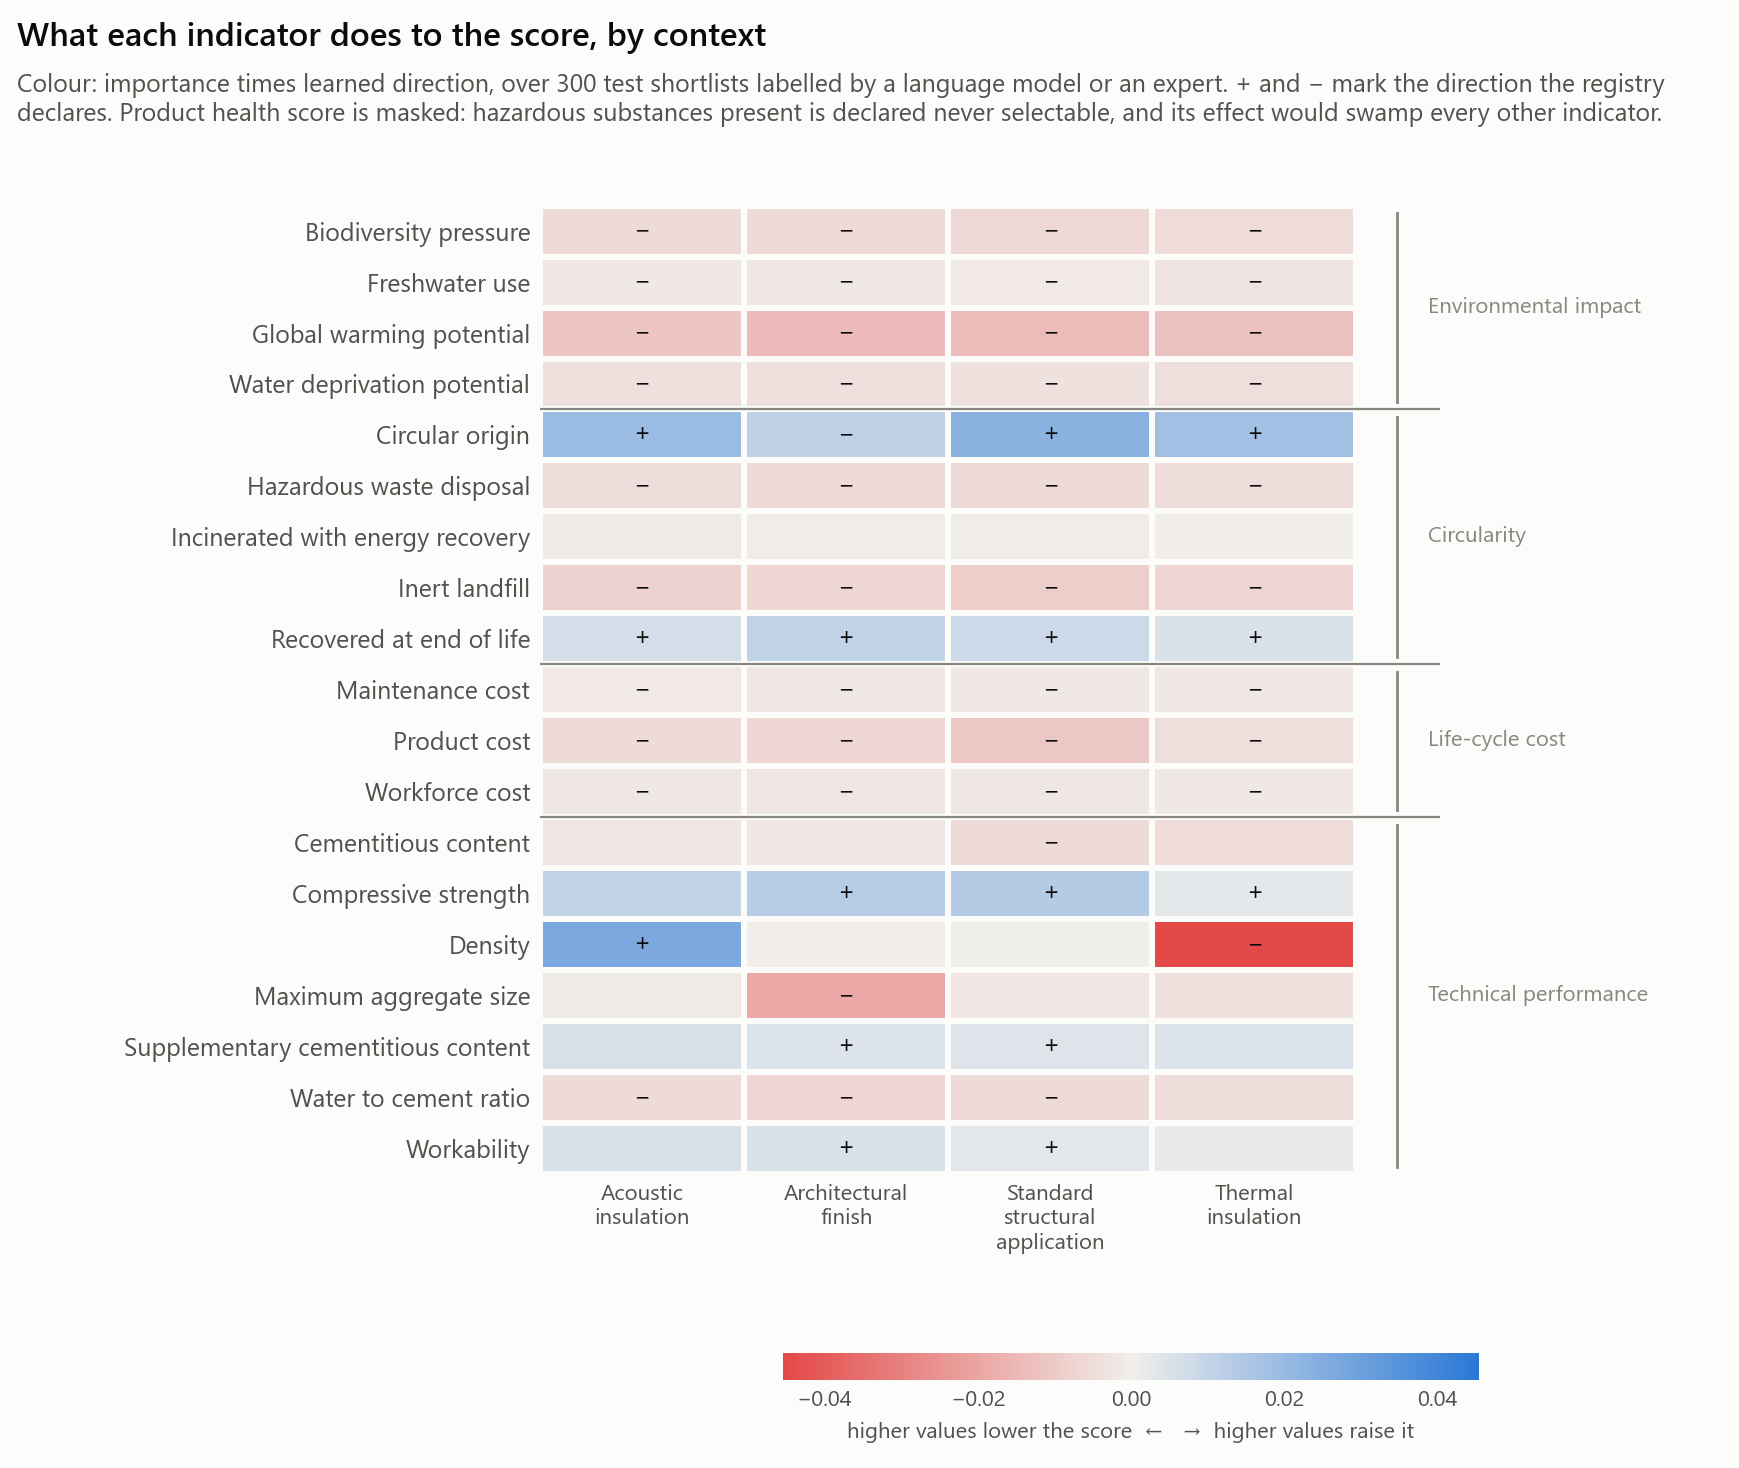 What each indicator does to the score, by context
Colour: importance times learned direction, over 300 test shortlists labelled by a language model or an expert. + and − mark the direction the registry
declares. Product health score is masked: hazardous substances present is declared never selectable, and its effect would swamp every other indicator.
Biodiversity pressure − − − −
Freshwater use − − − −
Environmental impact
Global warming potential − − − −
Water deprivation potential − − − −
Circular origin + − + +
Hazardous waste disposal − − − −
Incinerated with energy recovery
Circularity
Inert landfill − − − −
Recovered at end of life + + + +
Maintenance cost − − − −
Product cost − − − −
Life-cycle cost
Workforce cost − − − −
Cementitious content −
Compressive strength + + +
Density + −
Maximum aggregate size −
Technical performance
Supplementary cementitious content + +
Water to cement ratio − − −
Workability + +
Acoustic
insulation
Architectural
finish
Standard
structural
application
Thermal
insulation
−0.04 −0.02 0.00 0.02 0.04
higher values lower the score ← → higher values raise it